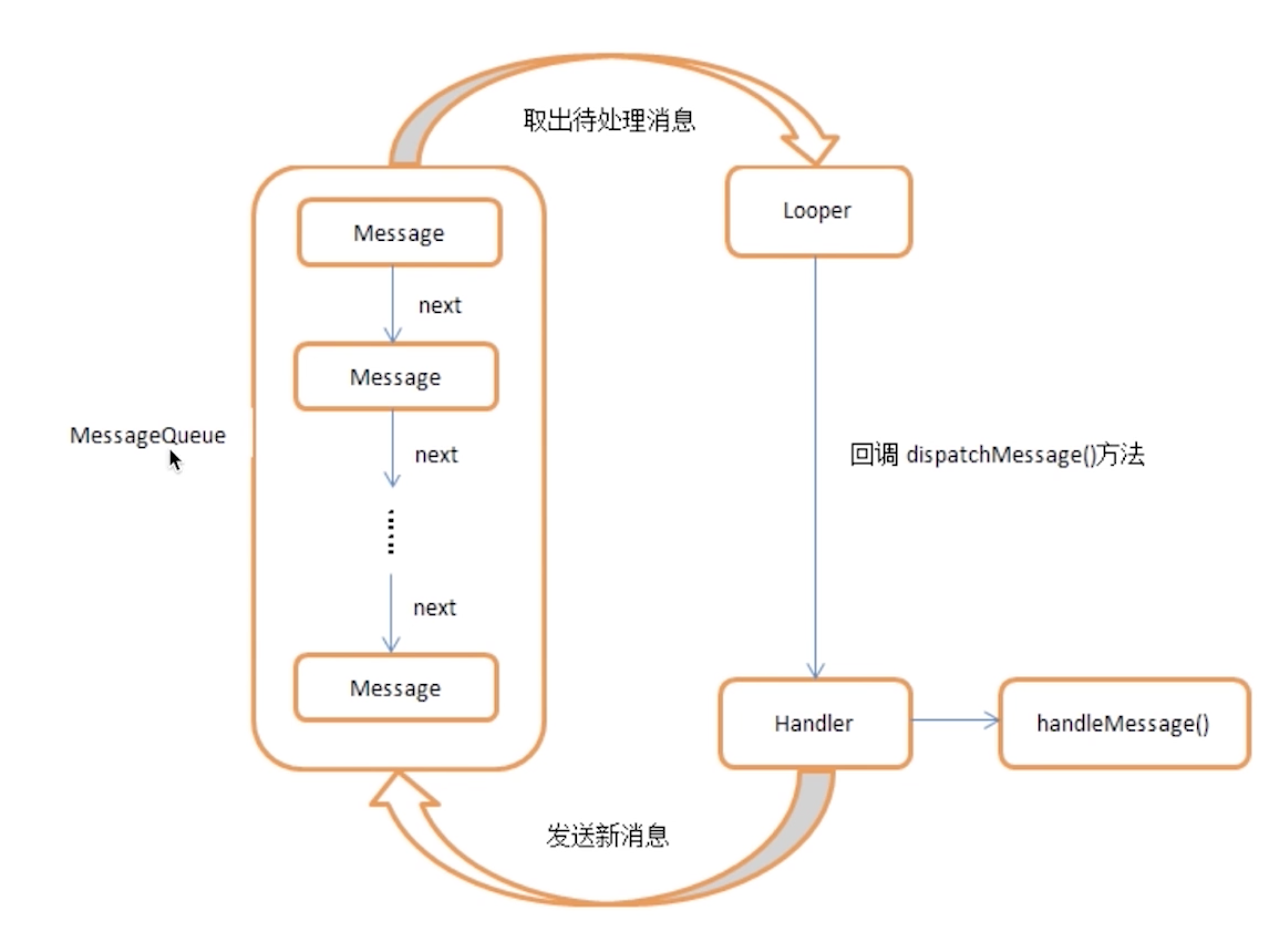 取出待处理消息
Message
Looper
next
Message
MessageQueue
next
回调 dispatchMessage()方法
next
Message
Handler
handleMessage()
发送新消息